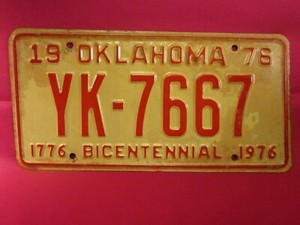 19 OKLAHOMA 76
YK-7667
1776 BICENTENNIAL 1976